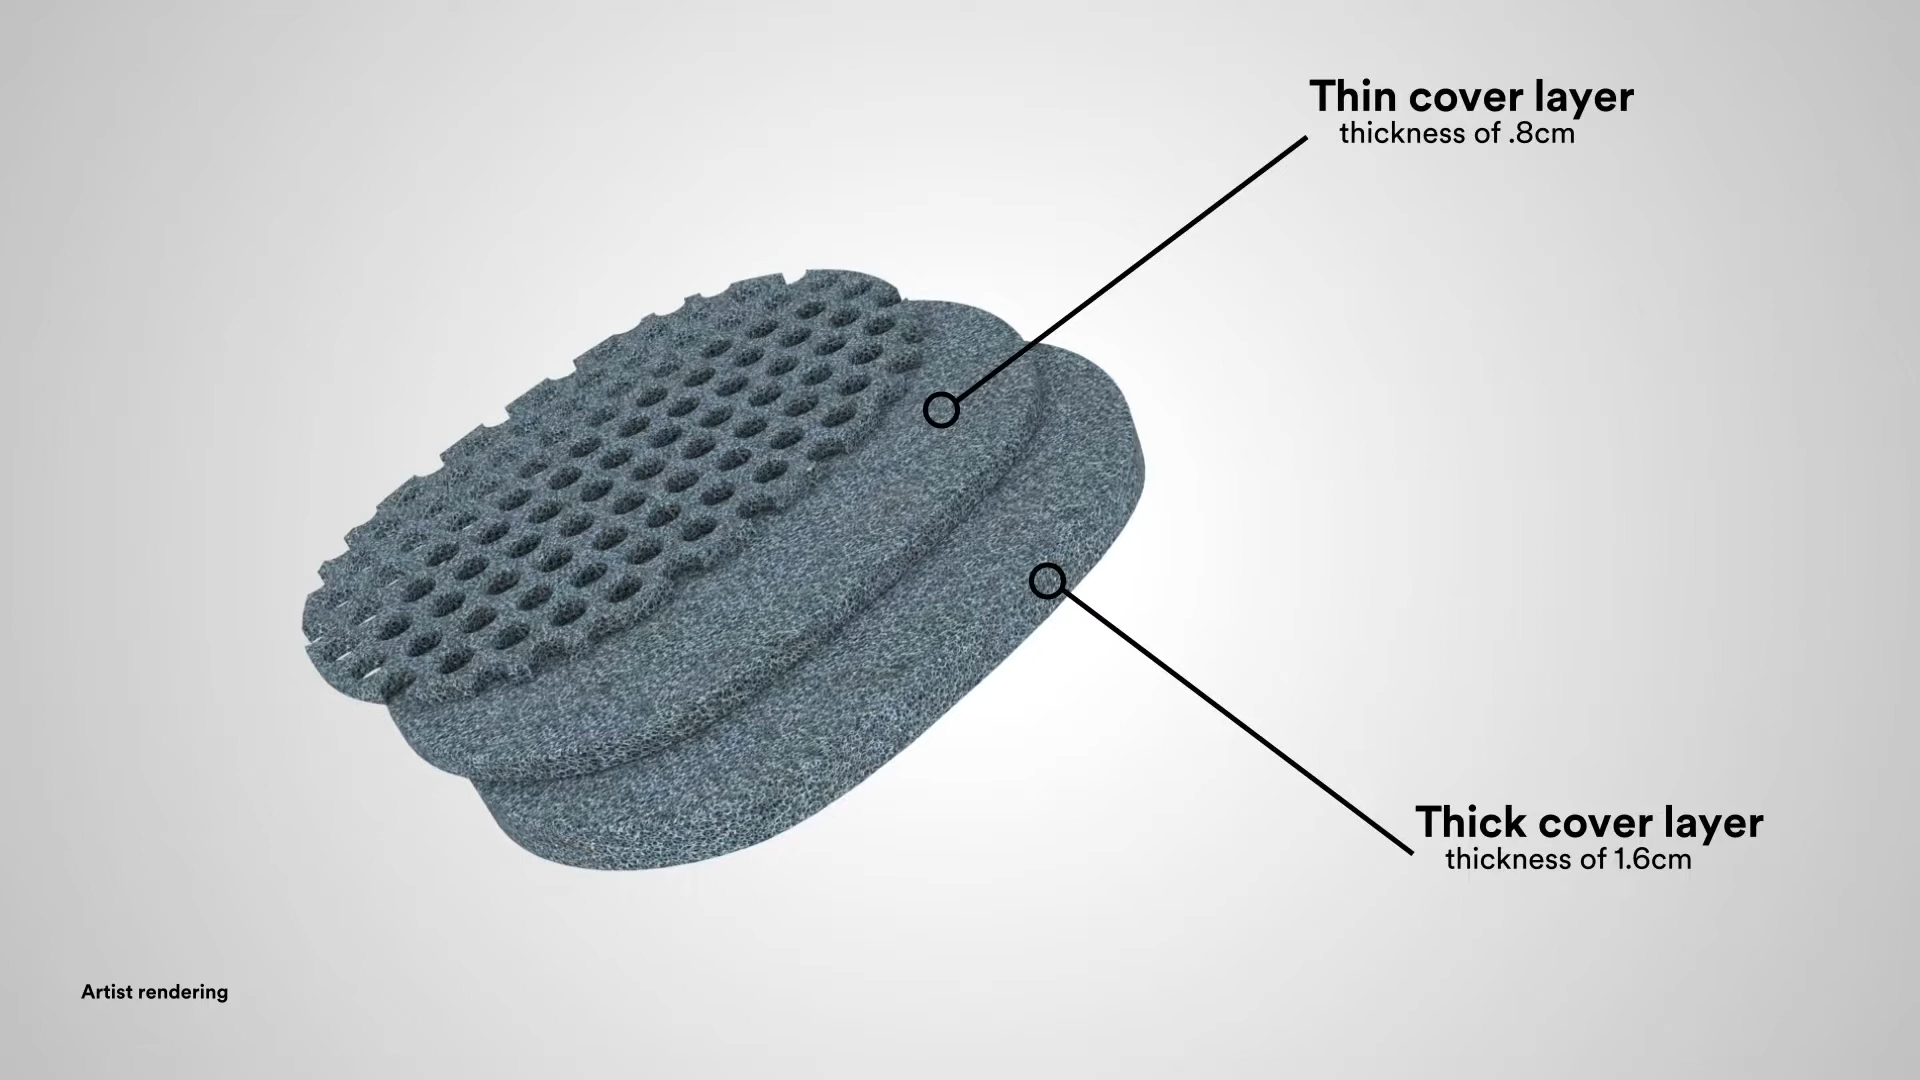 Thin cover layer
thickness of .8cm
Thick cover layer
thickness of 1.6cm
Artist rendering